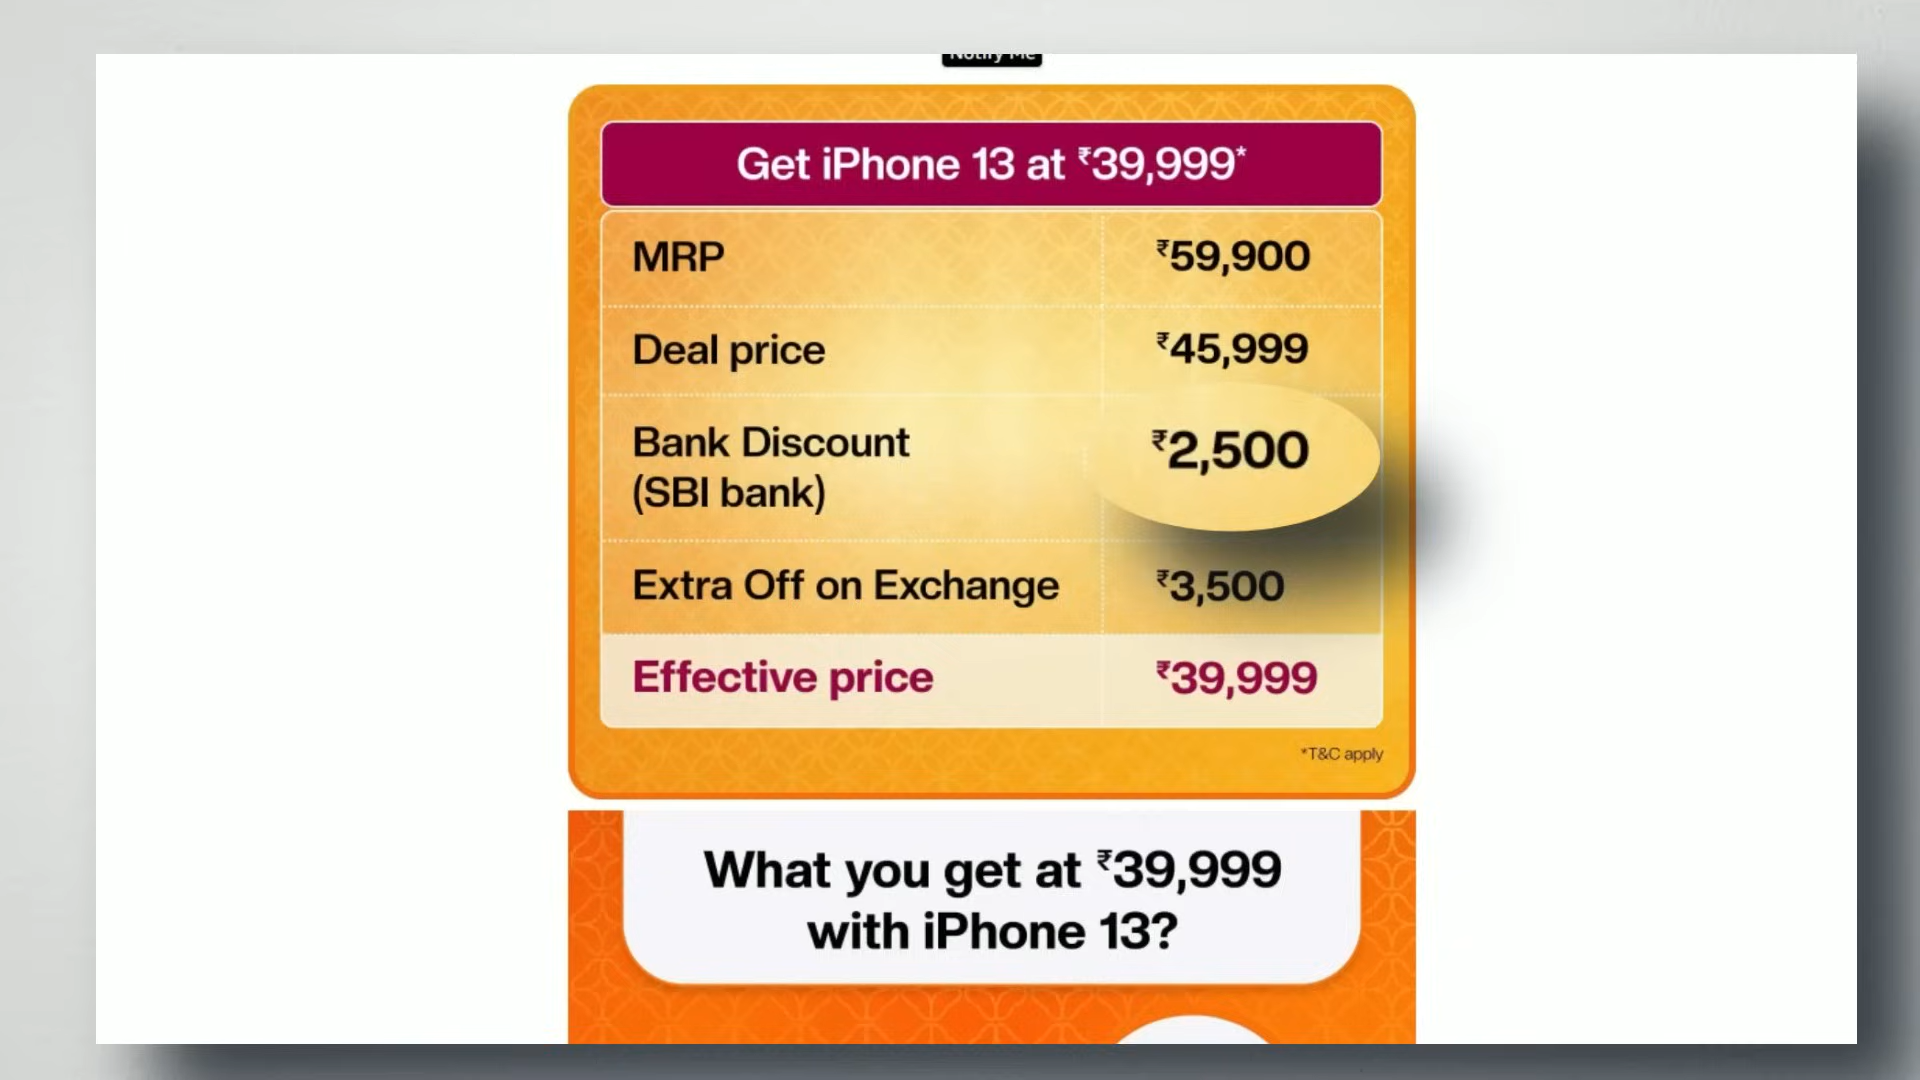 Notify Me
Get iPhone 13 at ₹39,999*
MRP ₹59,900
Deal price ₹45,999
Bank Discount
(SBI bank) ₹2,500
Extra Off on Exchange ₹3,500
Effective price ₹39,999
*T&C apply
What you get at ₹39,999
with iPhone 13?